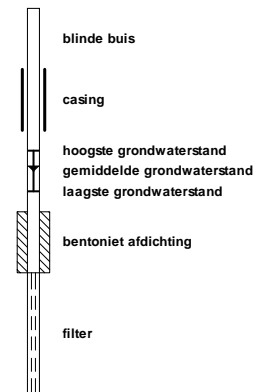 blinde buis
casing
hoogste grondwaterstand
gemiddelde grondwaterstand
laagste grondwaterstand
bentoniet afdichting
filter